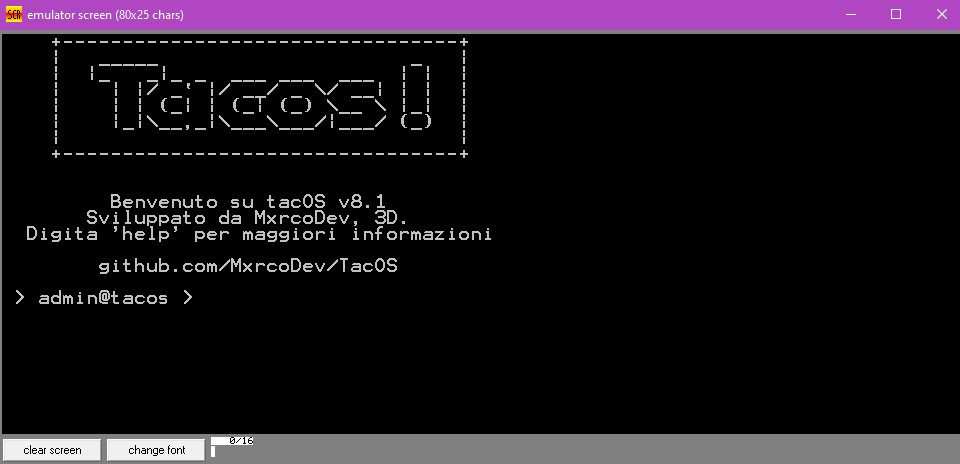 SCR emulator screen (80x25 chars)
Tacos!
Benvenuto su tacOS v8.1
Sviluppato da MxrcoDev, 3D.
Digita 'help' per maggiori informazioni
github.com/MxrcoDev/TacOS
> admin@tacos >
clear screen change font 0/16